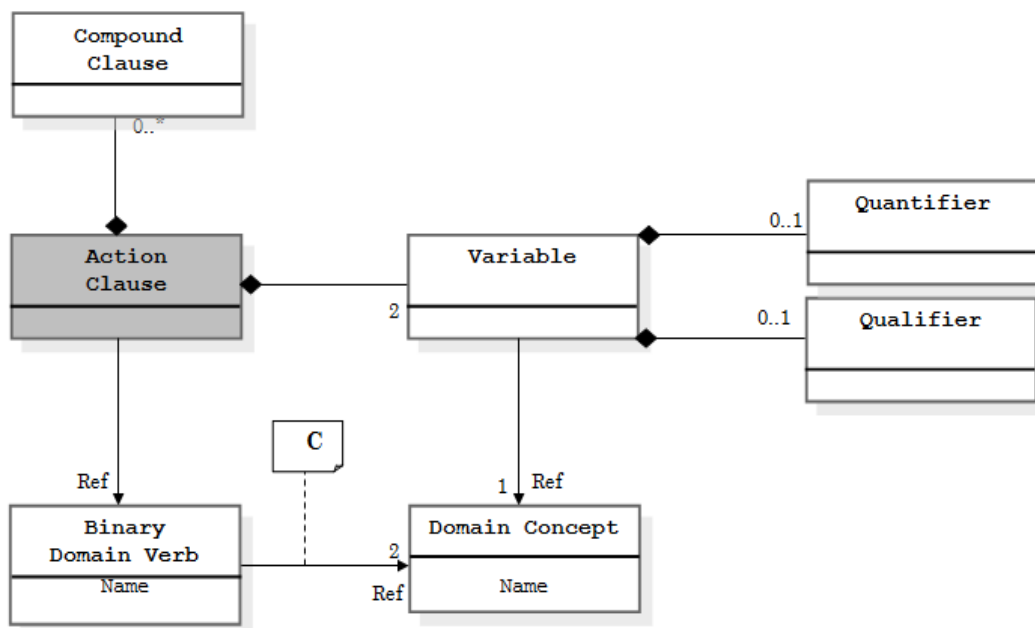 Compound
Clause
0..*
Quantifier
0..1
Action
Clause
Variable
2
0..1
Qualifier
C
Ref
1
Ref
Binary
Domain Verb
Name
2
Ref
Domain Concept
Name